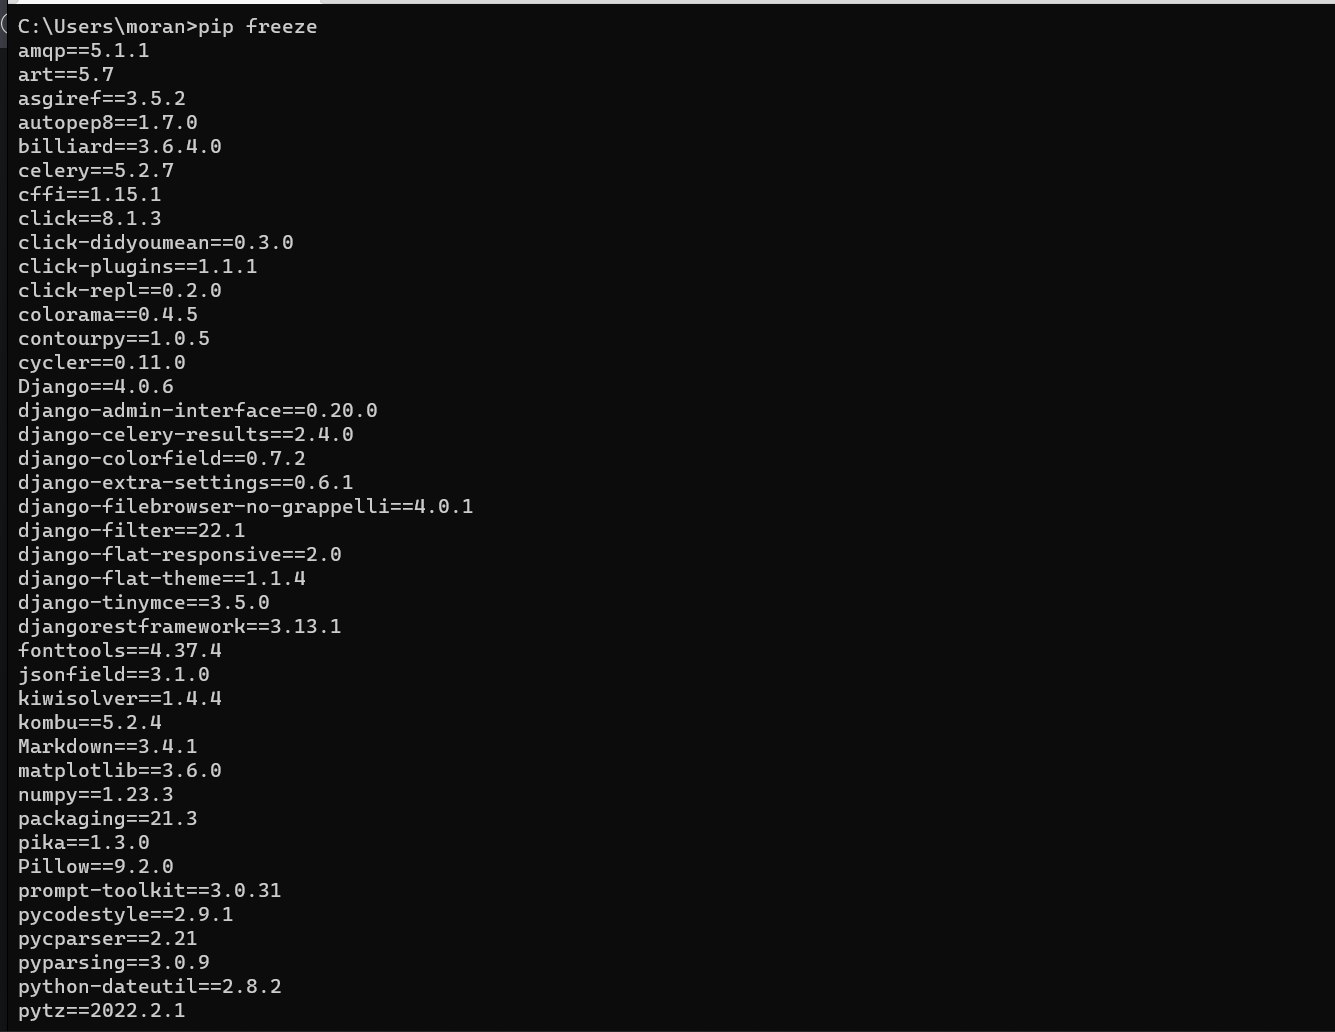 C:\Users\moran>pip freeze
amqp==5.1.1
art==5.7
asgiref==3.5.2
autopep8==1.7.0
billiard==3.6.4.0
celery==5.2.7
cffi==1.15.1
click==8.1.3
click-didyoumean==0.3.0
click-plugins==1.1.1
click-repl==0.2.0
colorama==0.4.5
contourpy==1.0.5
cycler==0.11.0
Django==4.0.6
django-admin-interface==0.20.0
django-celery-results==2.4.0
django-colorfield==0.7.2
django-extra-settings==0.6.1
django-filebrowser-no-grappelli==4.0.1
django-filter==22.1
django-flat-responsive==2.0
django-flat-theme==1.1.4
django-tinymce==3.5.0
djangorestframework==3.13.1
fonttools==4.37.4
jsonfield==3.1.0
kiwisolver==1.4.4
kombu==5.2.4
Markdown==3.4.1
matplotlib==3.6.0
numpy==1.23.3
packaging==21.3
pika==1.3.0
Pillow==9.2.0
prompt-toolkit==3.0.31
pycodestyle==2.9.1
pycparser==2.21
pyparsing==3.0.9
python-dateutil==2.8.2
pytz==2022.2.1